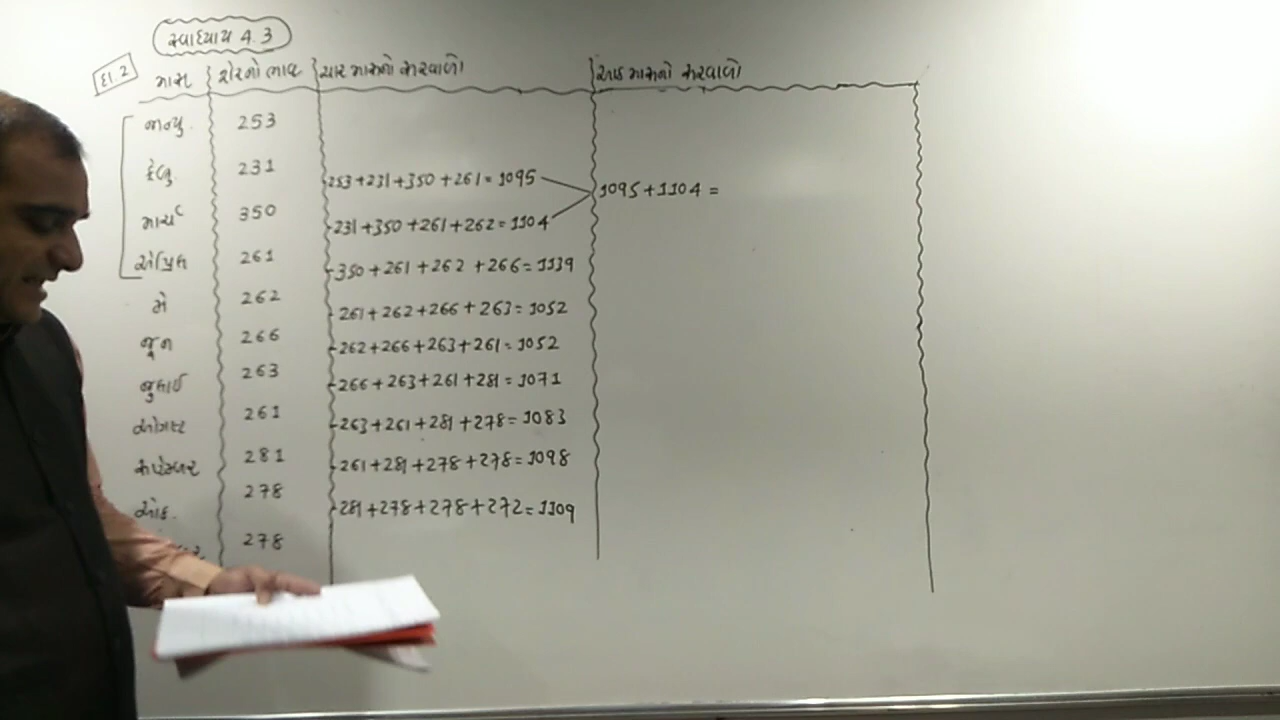 સ્વાધ્યાય 4.3
દા.2
માસ શેરનો ભાવ ચાર માસનો સરવાળો આઠ માસનો સરવાળો
જાન્યુ. 253
ફેબ્રુ 231 253+231+350+261=1095 1095+1104=
માર્ચ 350 231+350+261+262=1104
એપ્રિલ 261 350+261+262+266=1139
મે 262 261+262+266+263=1052
જૂન 266 262+266+263+261=1052
જુલાઈ 263 266+263+261+281=1071
ઓગષ્ટ 261 263+261+281+278=1083
સપ્ટેમ્બર 281 261+281+278+278=1098
ઓક્ટ. 278 281+278+278+272=1109
278